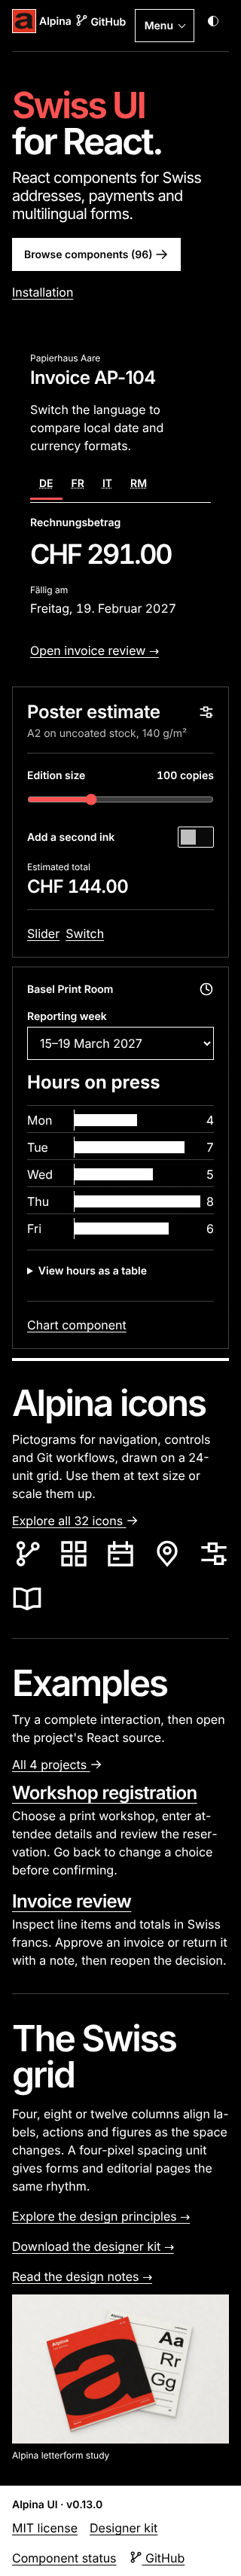 a Alpina GitHub Menu
Swiss UI
for React.
React components for Swiss
addresses, payments and
multilingual forms.
Browse components (96) →
Installation
Papierhaus Aare
Invoice AP-104
Switch the language to
compare local date and
currency formats.
DE FR IT RM
Rechnungsbetrag
CHF 291.00
Fällig am
Freitag, 19. Februar 2027
Open invoice review →
Poster estimate
A2 on uncoated stock, 140 g/m²
Edition size 100 copies
Add a second ink
Estimated total
CHF 144.00
Slider Switch
Basel Print Room
Reporting week
15–19 March 2027
Hours on press
Mon 4
Tue 7
Wed 5
Thu 8
Fri 6
View hours as a table
Chart component
Alpina icons
Pictograms for navigation, controls
and Git workflows, drawn on a 24-
unit grid. Use them at text size or
scale them up.
Explore all 32 icons →
Examples
Try a complete interaction, then open
the project's React source.
All 4 projects →
Workshop registration
Choose a print workshop, enter at-
tendee details and review the reser-
vation. Go back to change a choice
before confirming.
Invoice review
Inspect line items and totals in Swiss
francs. Approve an invoice or return it
with a note, then reopen the decision.
The Swiss
grid
Four, eight or twelve columns align la-
bels, actions and figures as the space
changes. A four-pixel spacing unit
gives forms and editorial pages the
same rhythm.
Explore the design principles →
Download the designer kit →
Read the design notes →
Alpina
a
Aa
Rr
Gg
Alpina letterform study
Alpina UI · v0.13.0
MIT license Designer kit
Component status GitHub